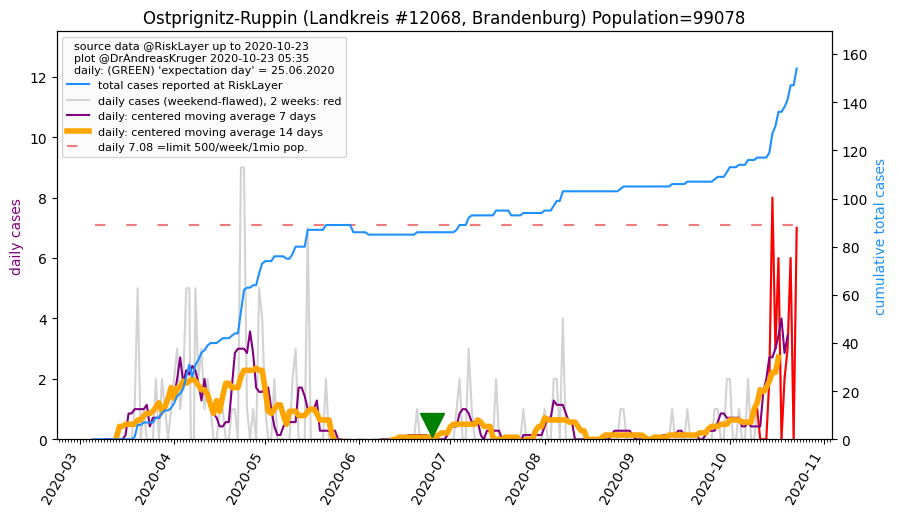 Ostprignitz-Ruppin (Landkreis #12068, Brandenburg) Population=99078
source data @RiskLayer up to 2020-10-23
plot @DrAndreasKruger 2020-10-23 05:35
daily: (GREEN) 'expectation day' = 25.06.2020
total cases reported at RiskLayer
daily cases (weekend-flawed), 2 weeks: red
daily: centered moving average 7 days
daily: centered moving average 14 days
daily 7.08 =limit 500/week/1mio pop.
daily cases
0
2
4
6
8
10
12
cumulative total cases
0
20
40
60
80
100
120
140
160
2020-03
2020-04
2020-05
2020-06
2020-07
2020-08
2020-09
2020-10
2020-11